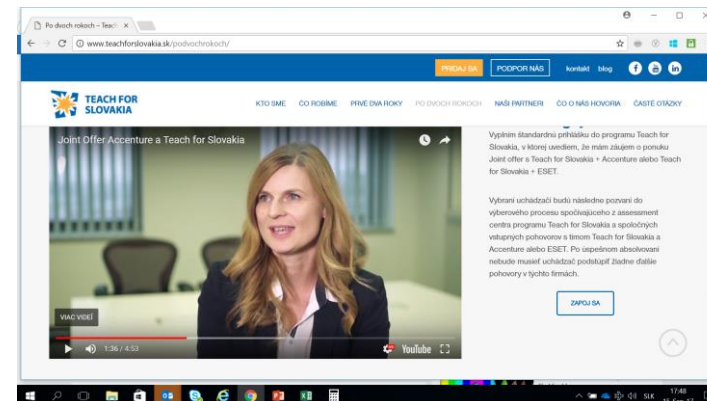 Po dvoch rokoch – Teach
www.teachforslovakia.sk/podvochrokoch/
PRIDAJ SA
PODPOR NÁS
kontakt
blog
TEACH FOR
SLOVAKIA
KTO SME
ČO ROBÍME
PRVÉ DVA ROKY
PO DVOCH ROKOCH
NAŠI PARTNERI
ČO O NÁS HOVORIA
ČASTÉ OTÁZKY
Joint Offer Accenture a Teach for Slovakia
VIAC VIDEÍ
1:36 / 4:53
YouTube
Vyplním štandardnú prihlášku do programu Teach for
Slovakia, v ktorej uvediem, že mám záujem o ponuku
Joint offer s Teach for Slovakia + Accenture alebo Teach
for Slovakia + ESET.
Vybraní uchádzači budú následne pozvaní do
výberového procesu spočívajúceho z assessment
centra programu Teach for Slovakia a spoločných
vstupných pohovorov s tímom Teach for Slovakia a
Accenture alebo ESET. Po úspešnom absolvovaní
nebude musieť uchádzač podstúpiť žiadne ďalšie
pohovory v týchto firmách.
ZAPOJ SA
SLK
17:48